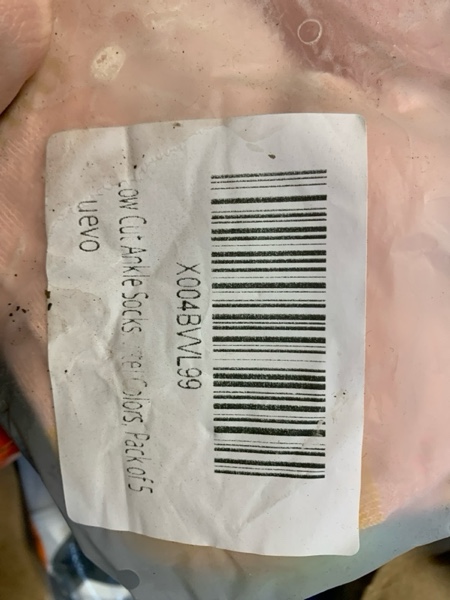 X004BVVL99
Low Cut Ankle Socks Colors, Pack of 5
uevo